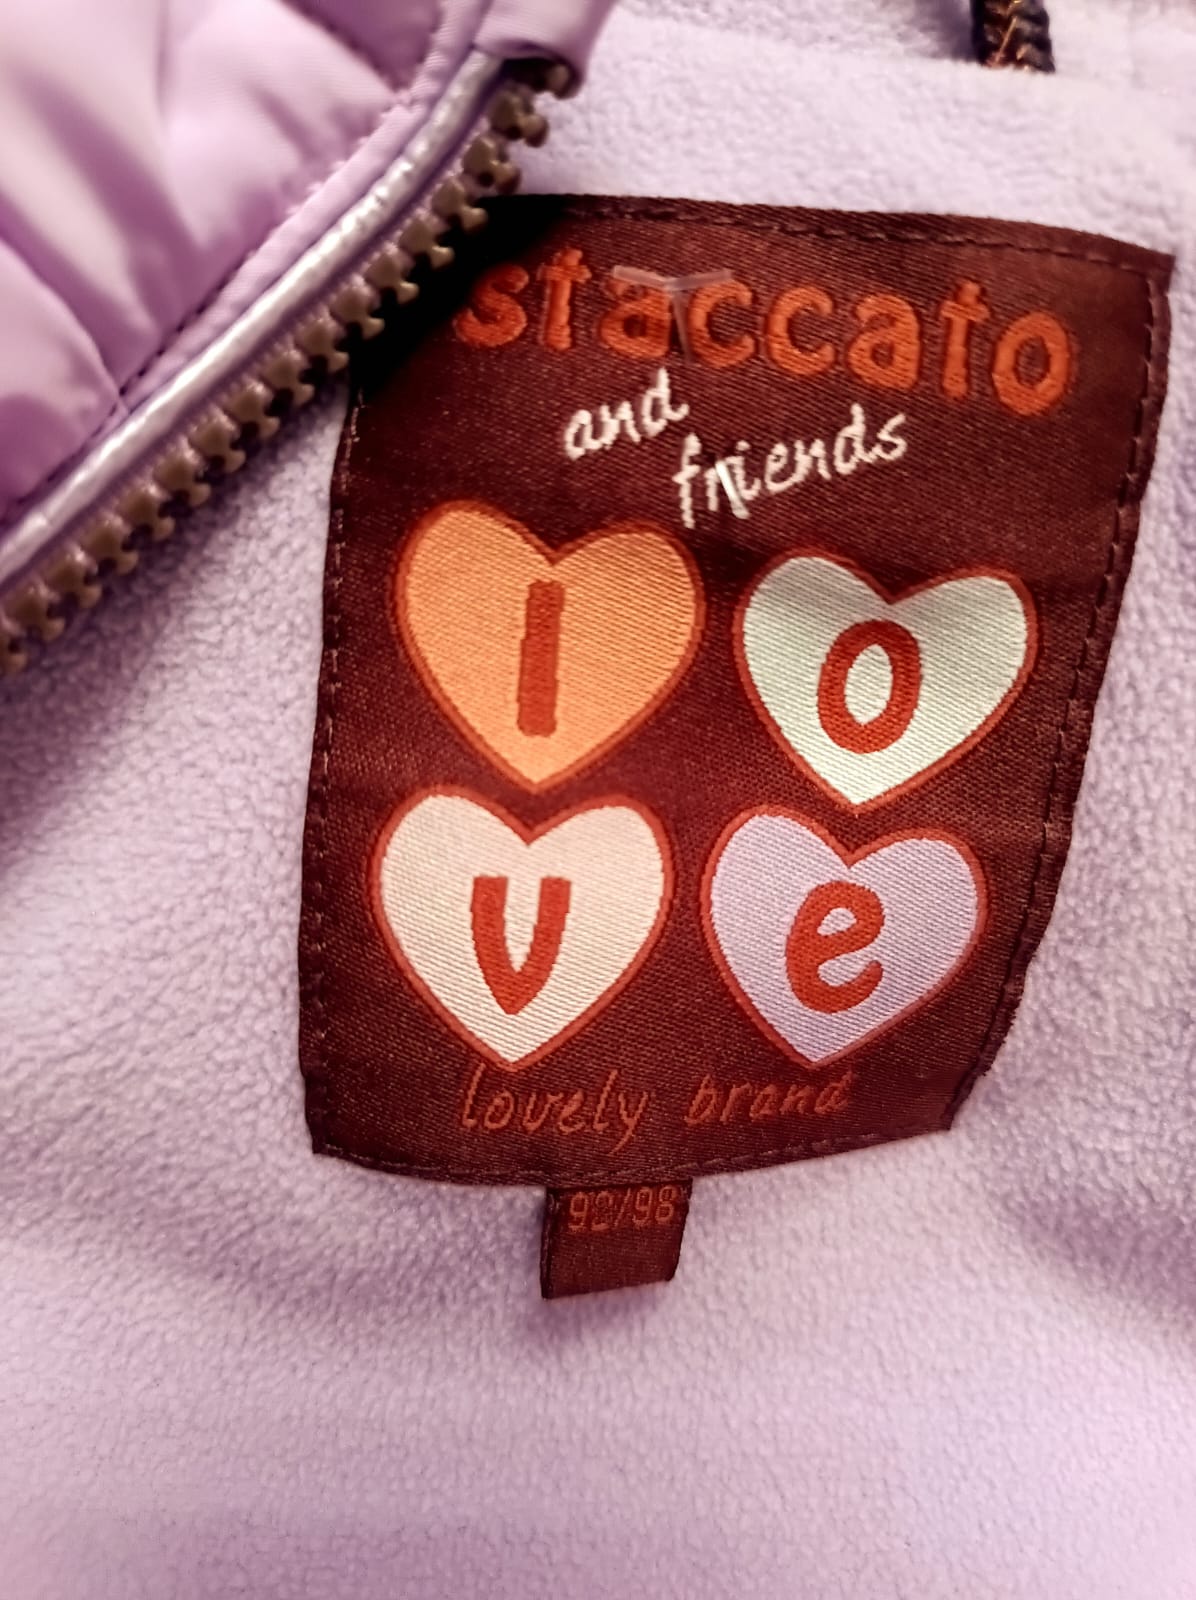 staccato
and
friends
l o
v e
lovely brand
92/98